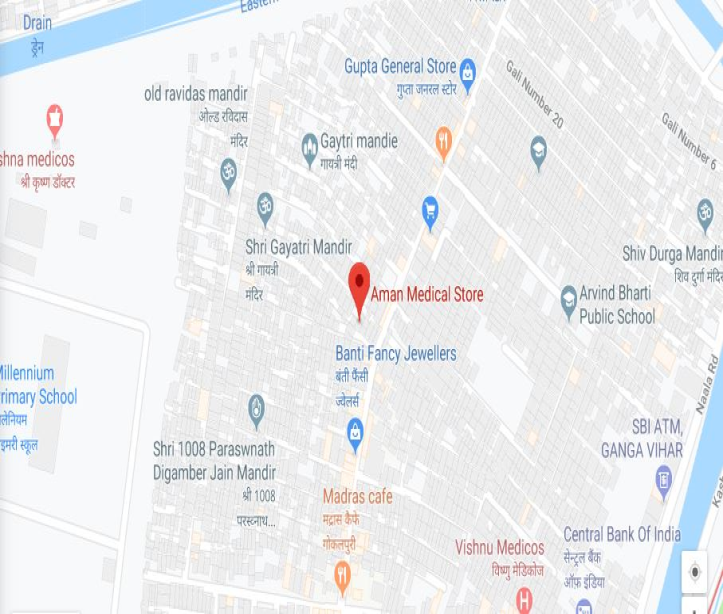 Eastern
Drain
ड्रेन
Gupta General Store
गुप्ता जनरल स्टोर
Gali Number 20
Gali Number 6
old ravidas mandir
ओल्ड रविदास
मंदिर
Gaytri mandie
गायत्री मंदी
shna medicos
श्री कृष्ण डॉक्टर
Shri Gayatri Mandir
श्री गायत्री
मंदिर
Shiv Durga Mandir
शिव दुर्गा मंदिर
Aman Medical Store
Arvind Bharti
Public School
Banti Fancy Jewellers
बंती फैंसी
ज्वेलर्स
Millennium
rimary School
लेनियम
इमरी स्कूल
Naala Rd
SBI ATM,
GANGA VIHAR
Shri 1008 Paraswnath
Digamber Jain Mandir
श्री 1008
परस्वनाथ...
Madras cafe
मद्रास कैफे
गोकलपुरी
Kash
Vishnu Medicos
विष्णु मेडिकोज
Central Bank Of India
सेन्ट्रल बैंक
ऑफ़ इंडिया